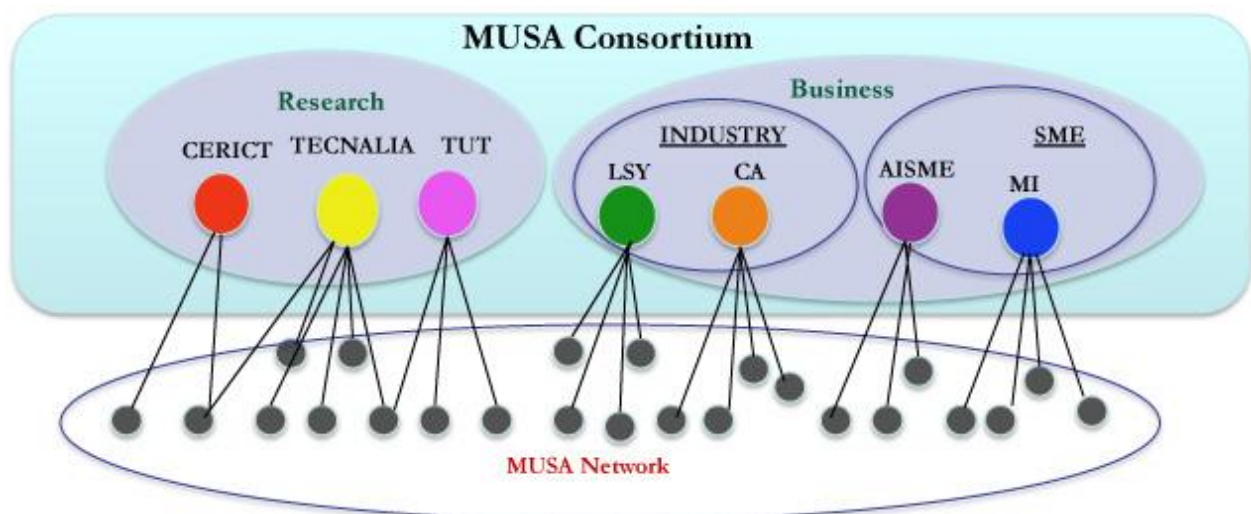 MUSA Consortium
Research
Business
CERICT TECNALIA TUT
INDUSTRY
SME
LSY CA
AISME
MI
MUSA Network